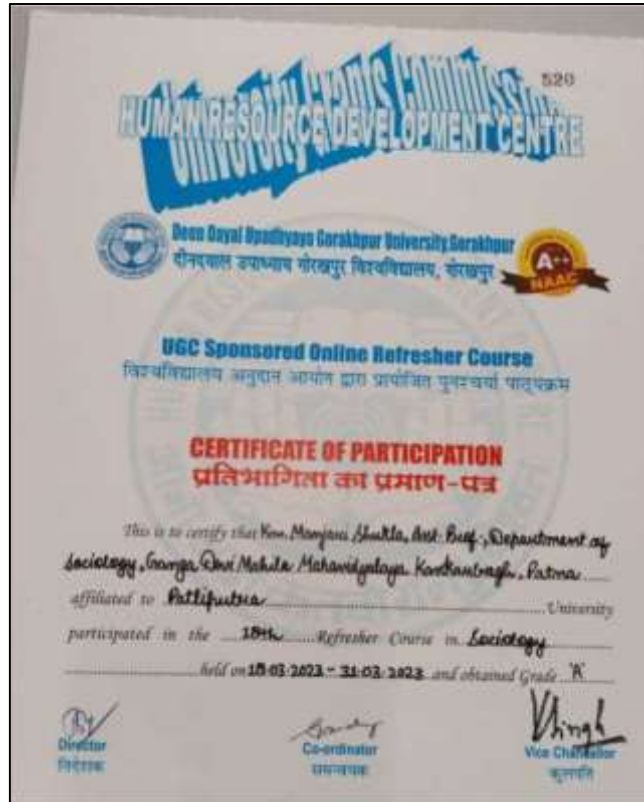 520
University Grants Commission
HUMAN RESOURCE DEVELOPMENT CENTRE
Deen Dayal Upadhyaya Gorakhpur University, Gorakhpur
दीनदयाल उपाध्याय गोरखपुर विश्वविद्यालय, गोरखपुर
A++
NAAC
UGC Sponsored Online Refresher Course
विश्वविद्यालय अनुदान आयोग द्वारा प्रायोजित पुनश्चर्या पाठ्यक्रम
CERTIFICATE OF PARTICIPATION
प्रतिभागिता का प्रमाण-पत्र
This is to certify that Km. Manjari Shukla, Asst. Prof., Department of
Sociology, Ganga Devi Mahila Mahavidyalaya Kankarbagh, Patna
affiliated to Patliputra University
participated in the 18th Refresher Course in Sociology
held on 18-03-2023 - 31-03-2023 and obtained Grade 'A'
Director
निदेशक
Co-ordinator
समन्वयक
VSingh
Vice Chancellor
कुलपति